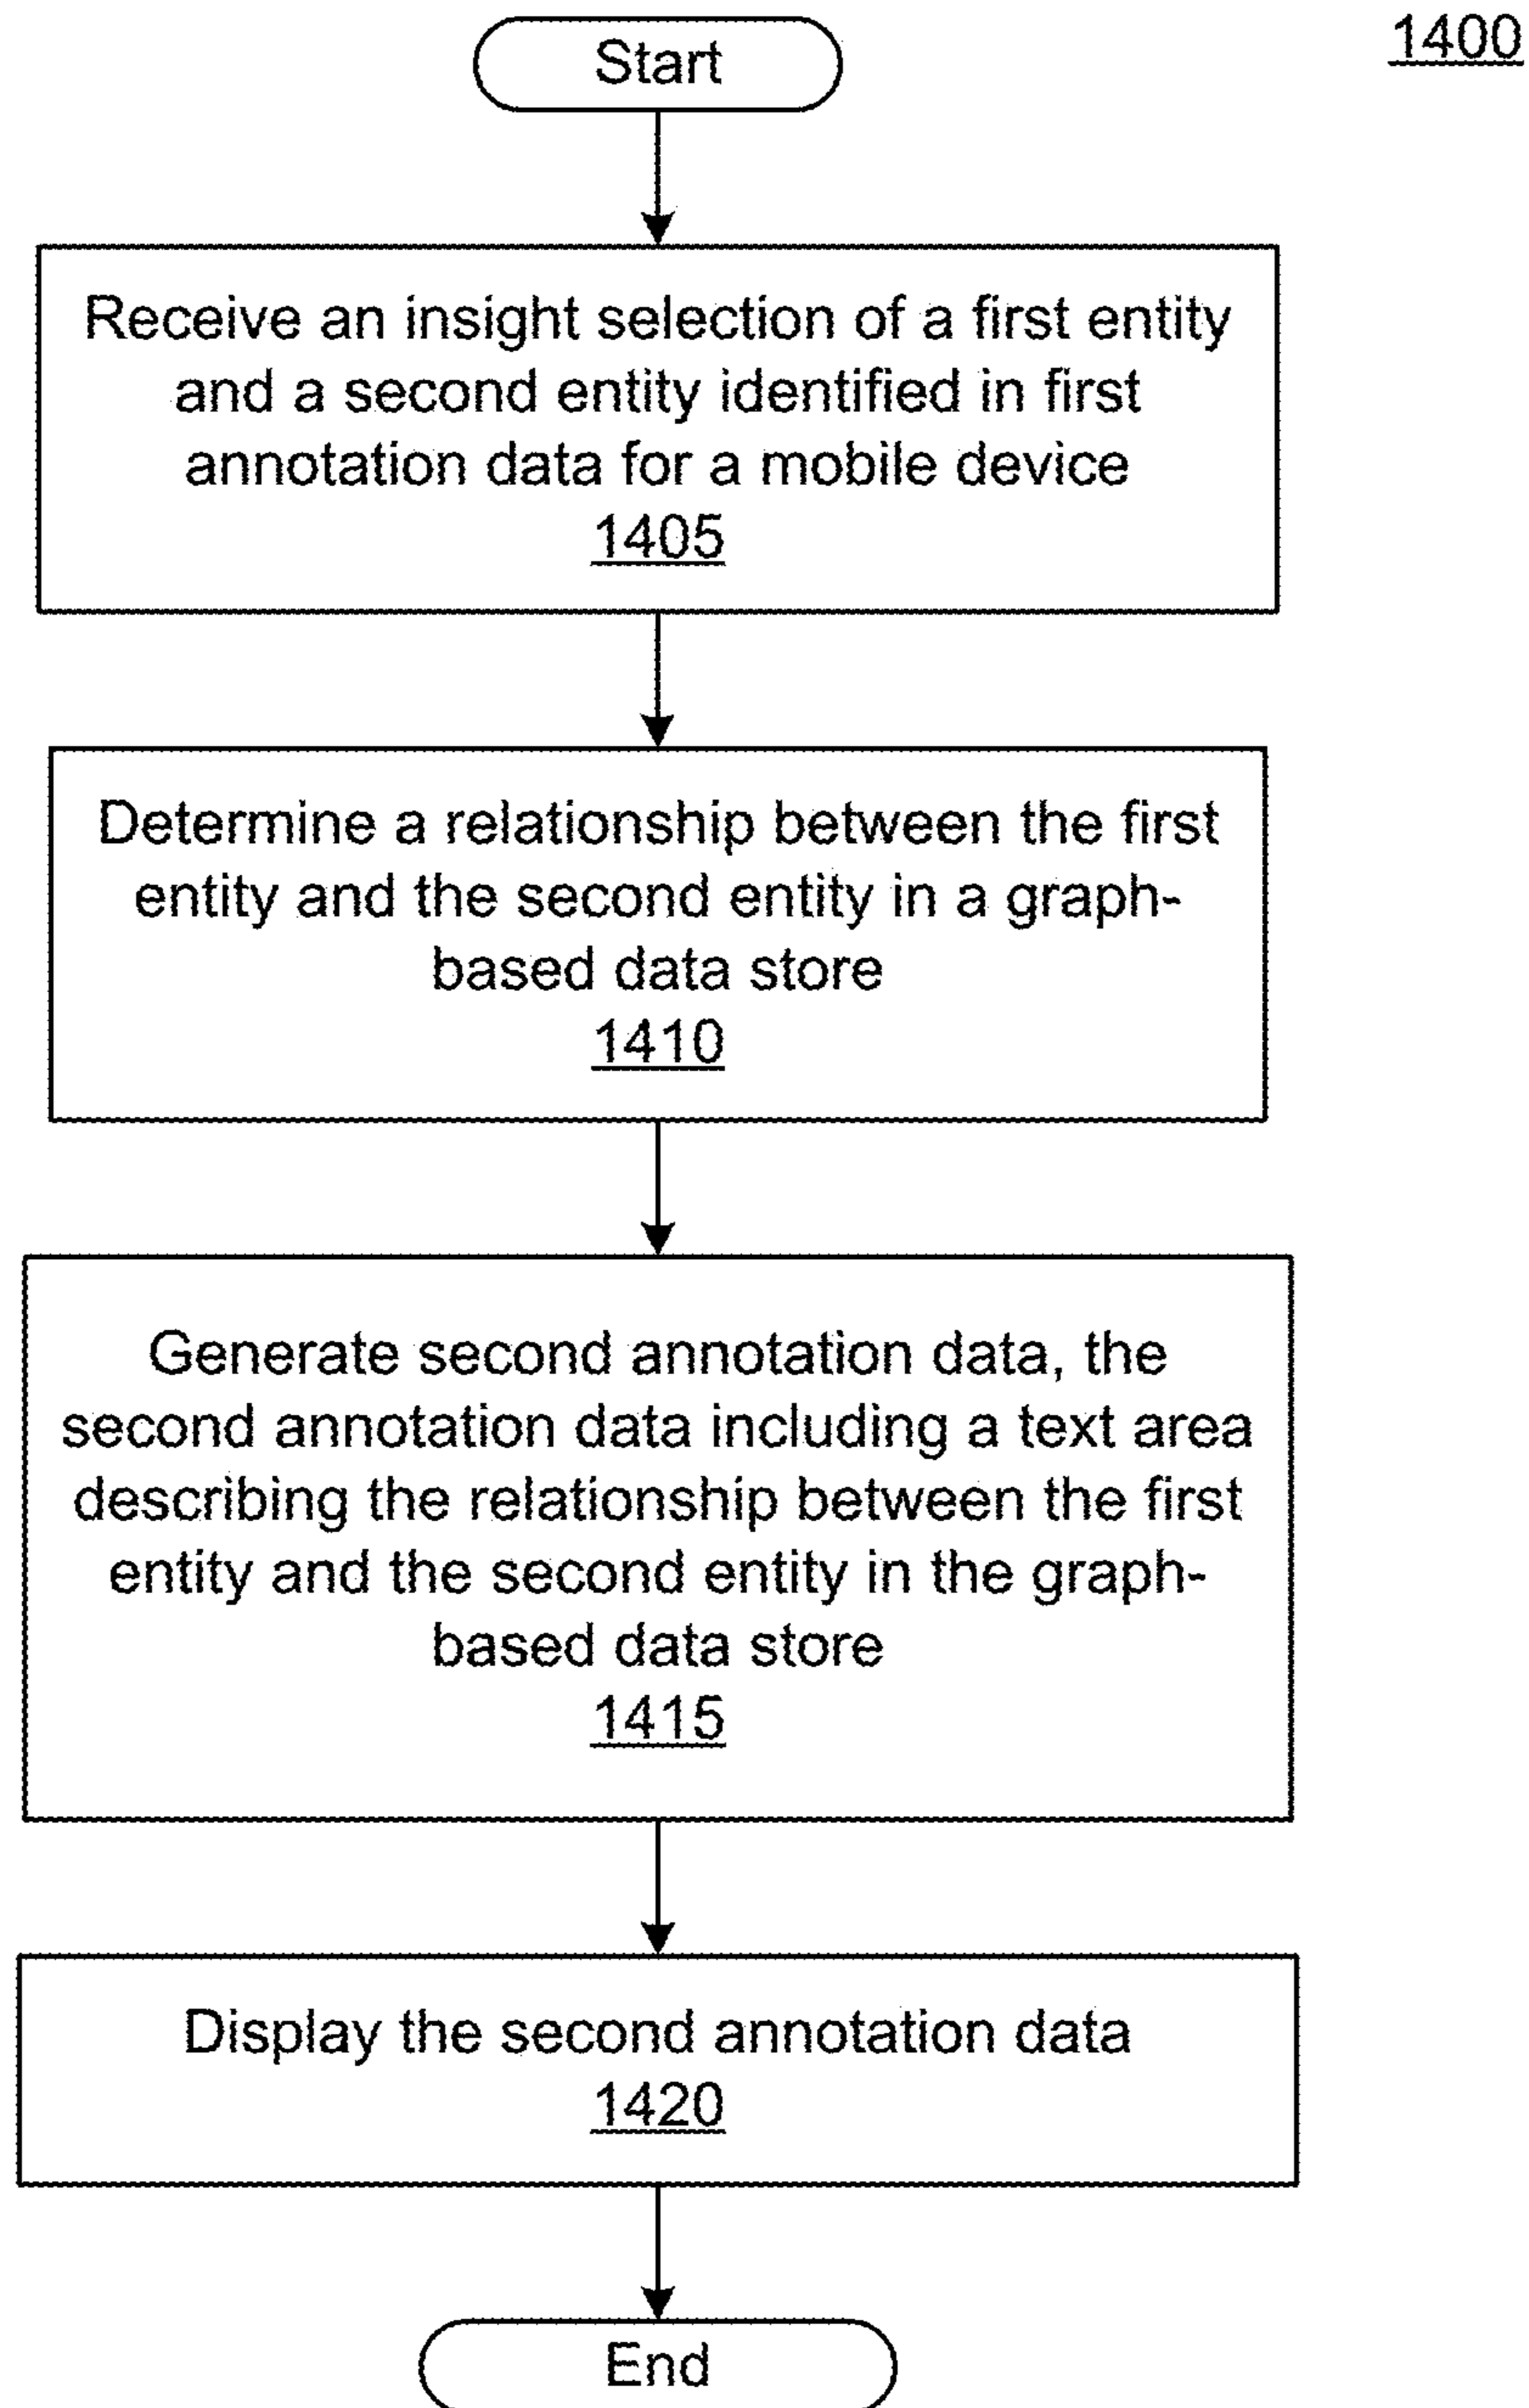 1400
Start
Receive an insight selection of a first entity
and a second entity identified in first
annotation data for a mobile device
1405
Determine a relationship between the first
entity and the second entity in a graph-
based data store
1410
Generate second annotation data, the
second annotation data including a text area
describing the relationship between the first
entity and the second entity in the graph-
based data store
1415
Display the second annotation data
1420
End